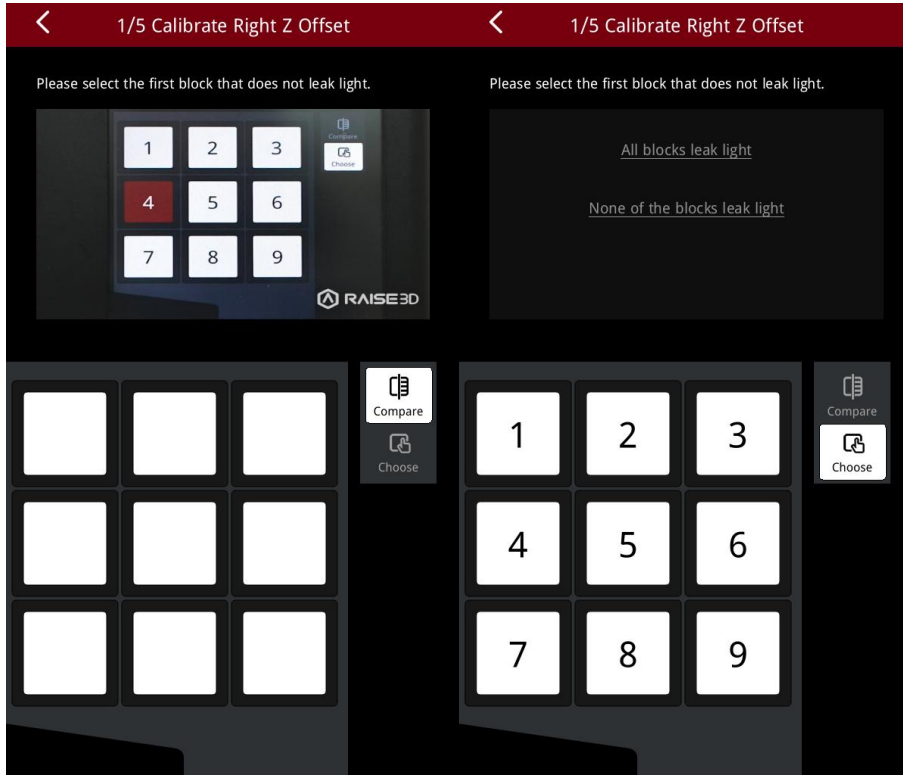 1/5 Calibrate Right Z Offset
Please select the first block that does not leak light.
Compare
Choose
1 2 3
4 5 6
7 8 9
RAISE3D
Compare
Choose
1/5 Calibrate Right Z Offset
Please select the first block that does not leak light.
All blocks leak light
None of the blocks leak light
Compare
Choose
1 2 3
4 5 6
7 8 9